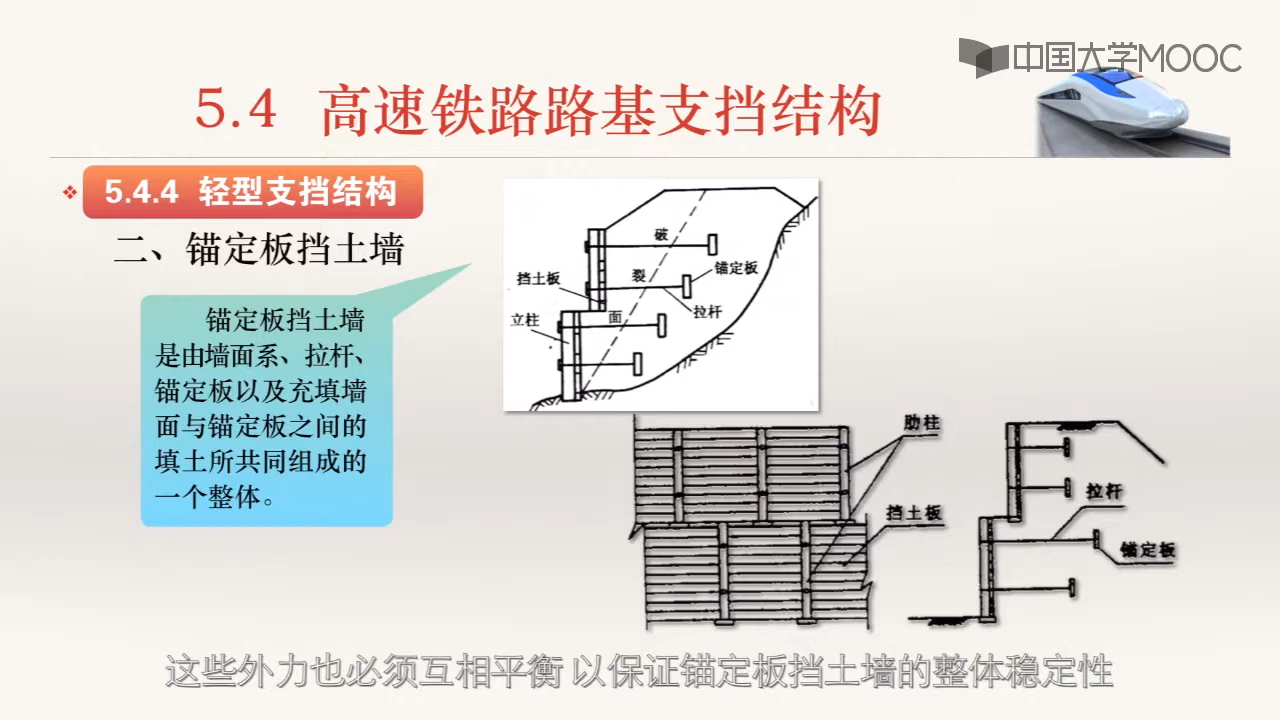 中国大学MOOC
5.4 高速铁路路基支挡结构
5.4.4 轻型支挡结构
二、锚定板挡土墙
锚定板挡土墙
是由墙面系、拉杆、
锚定板以及充填墙
面与锚定板之间的
填土所共同组成的
一个整体。
破
锚定板
裂
挡土板
拉杆
立柱
面
肋柱
挡土板
拉杆
锚定板
这些外力也必须互相平衡 以保证锚定板挡土墙的整体稳定性